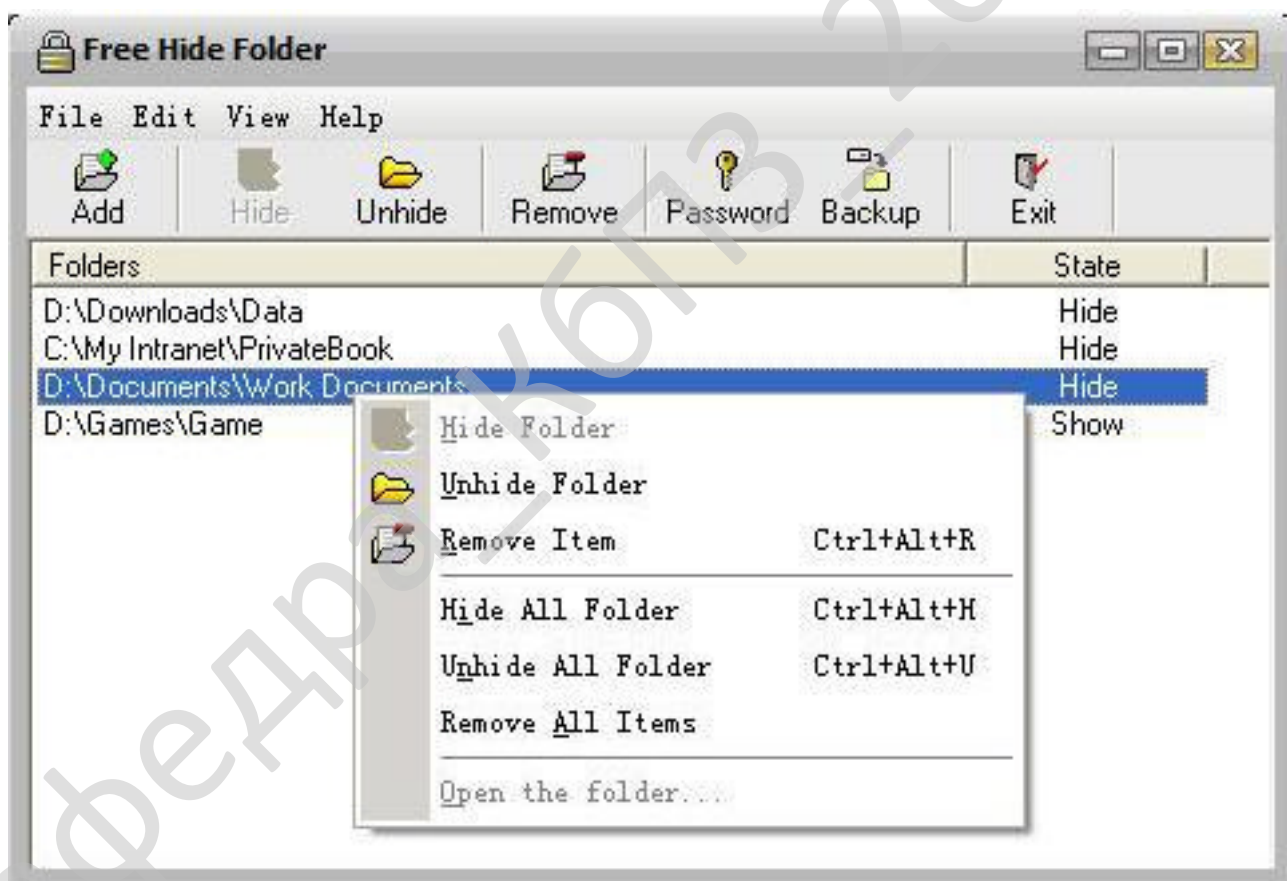 Free Hide Folder
File Edit View Help
Add Hide Unhide Remove Password Backup Exit
Folders State
D:\Downloads\Data Hide
C:\My Intranet\PrivateBook Hide
D:\Documents\Work Documents Hide
D:\Games\Game Show
Hide Folder
Unhide Folder
Remove Item Ctrl+Alt+R
Hide All Folder Ctrl+Alt+H
Unhide All Folder Ctrl+Alt+U
Remove All Items
Open the folder...